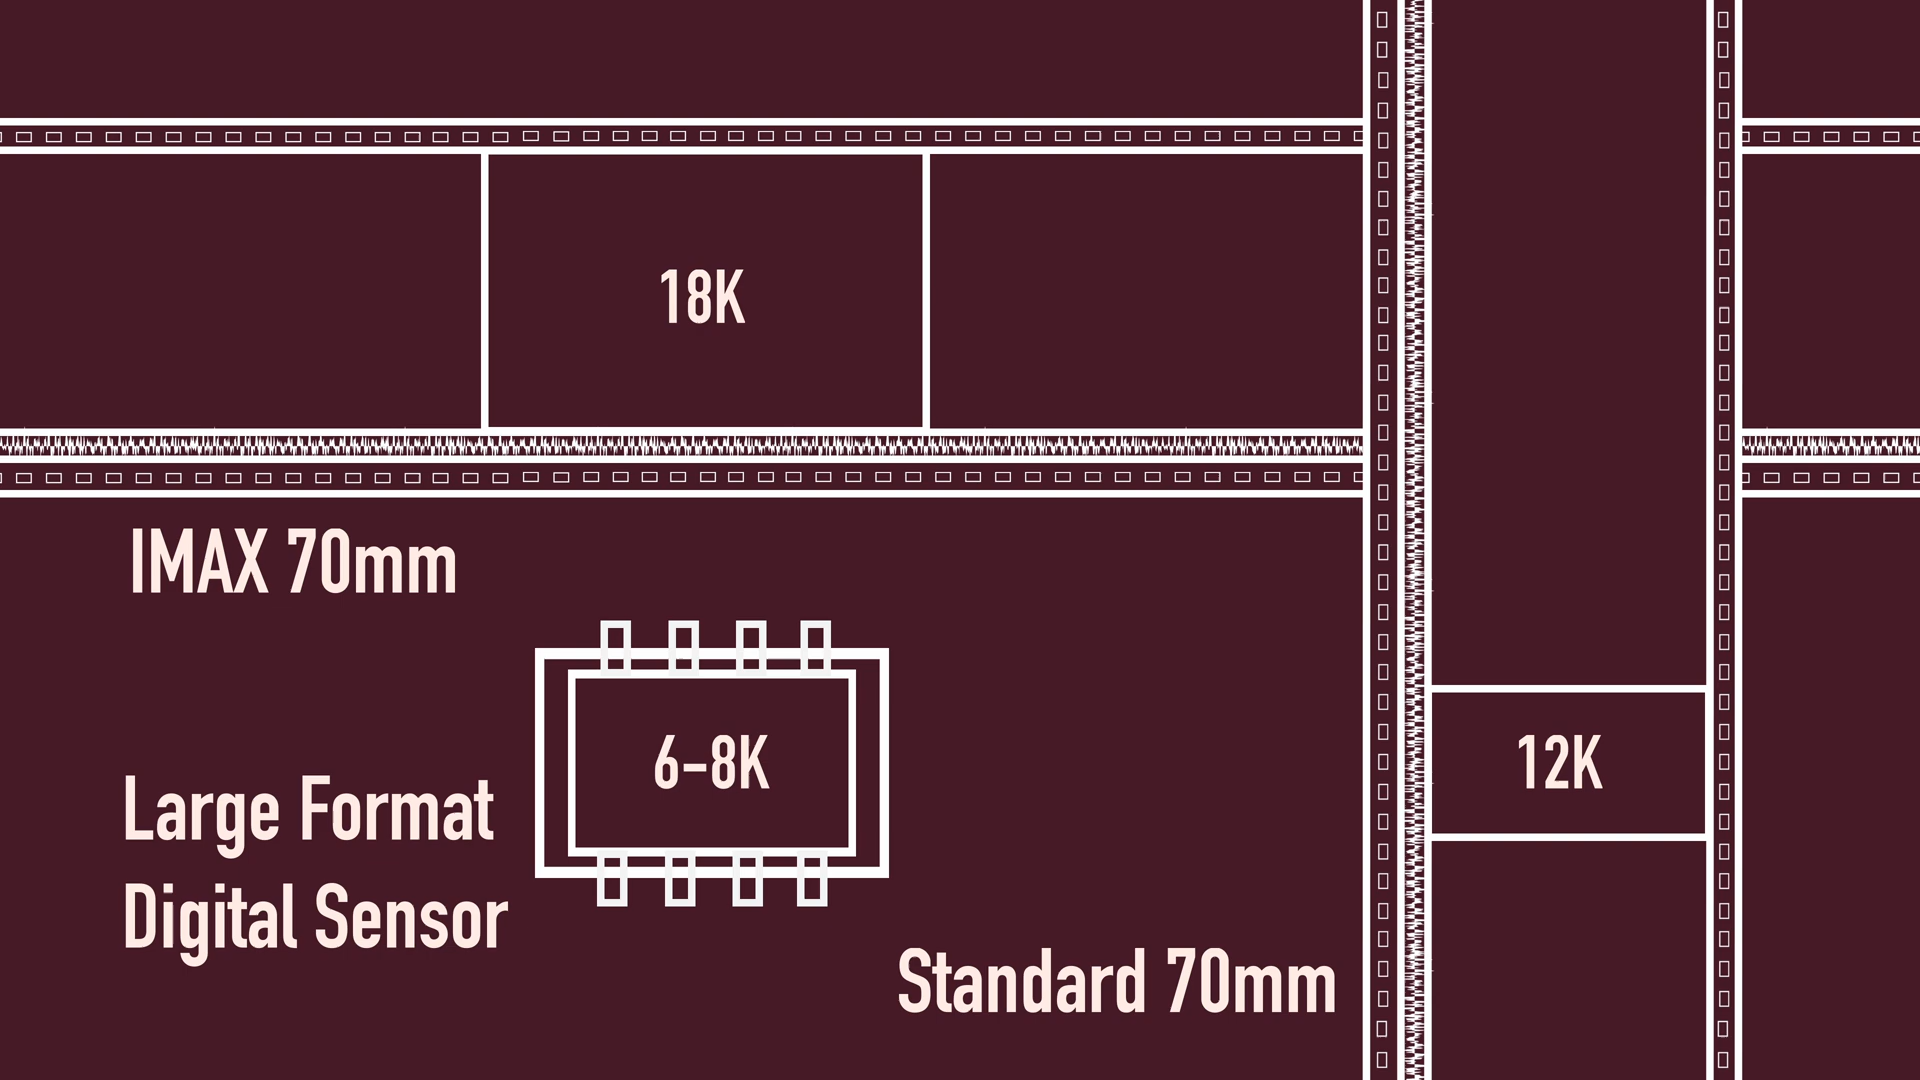 18K
IMAX 70mm
6-8K
12K
Large Format
Digital Sensor
Standard 70mm